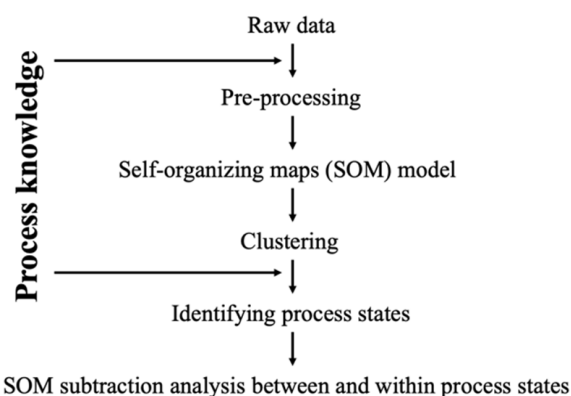 Raw data
Process knowledge
Pre-processing
Self-organizing maps (SOM) model
Clustering
Identifying process states
SOM subtraction analysis between and within process states